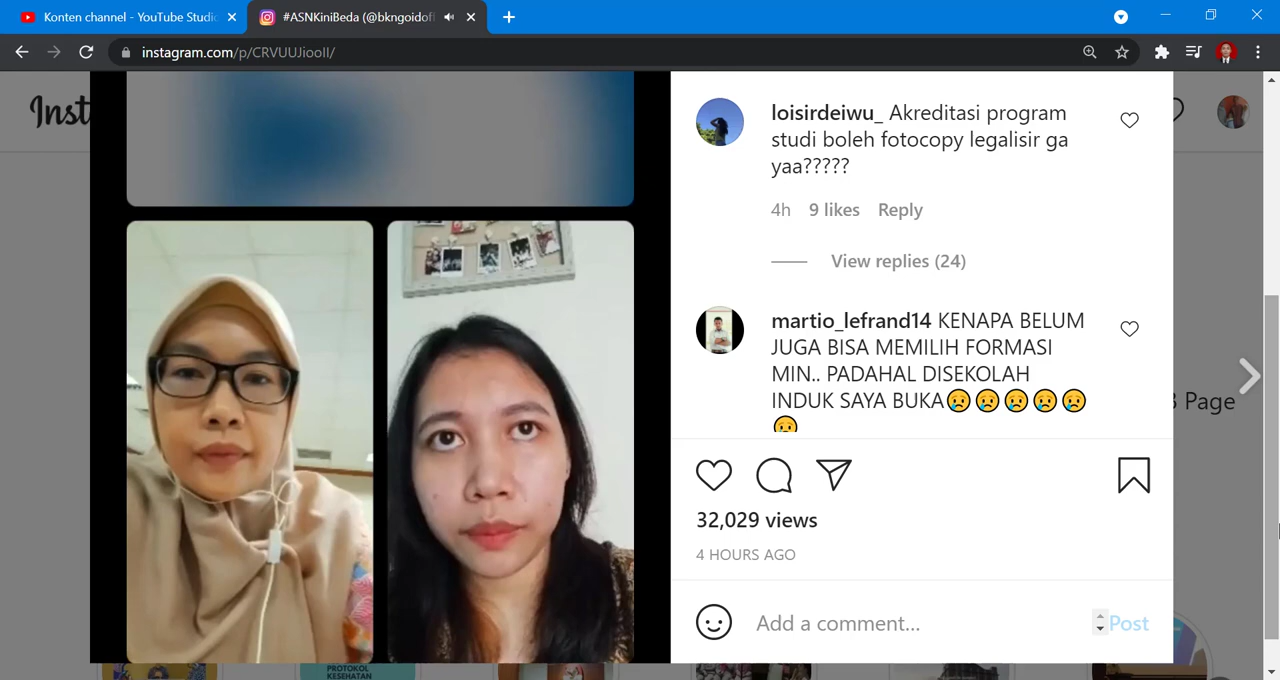 Konten channel - YouTube Studio
#ASNKiniBeda (@bkngoidofi
instagram.com/p/CRVUUJiooII/
Inst
loisirdeiwu_ Akreditasi program
studi boleh fotocopy legalisir ga
yaa?????
4h 9 likes Reply
View replies (24)
martio_lefrand14 KENAPA BELUM
JUGA BISA MEMILIH FORMASI
MIN.. PADAHAL DISEKOLAH
INDUK SAYA BUKA😢😢😢😢😢
😢
Page
32,029 views
4 HOURS AGO
Add a comment...
Post
PROTOKOL
KESEHATAN